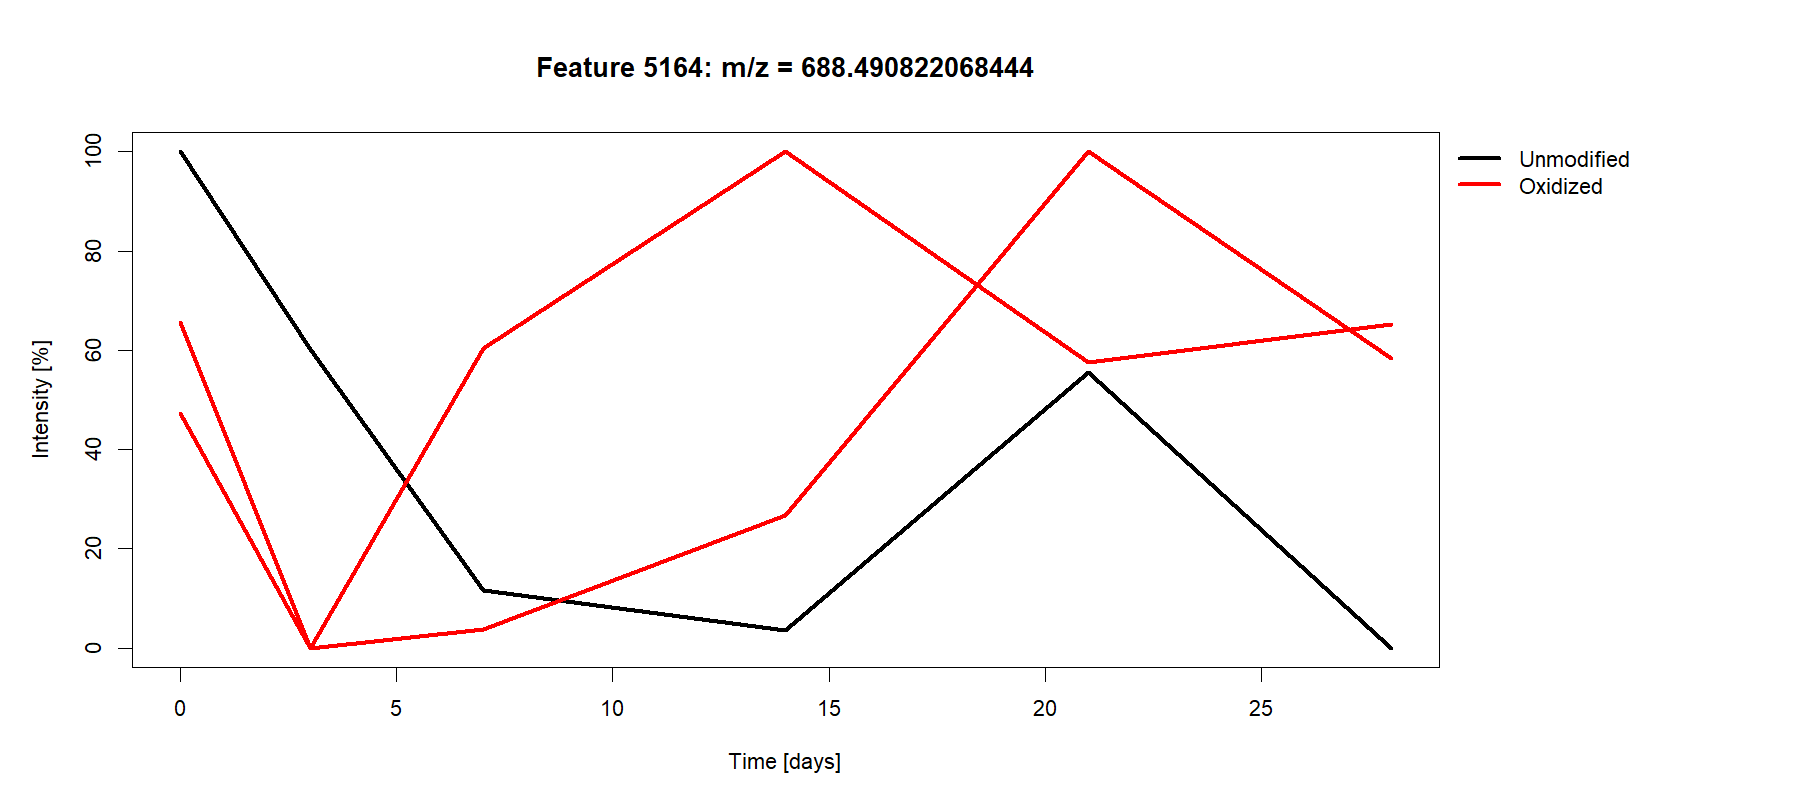 Feature 5164: m/z = 688.490822068444
Unmodified
Oxidized
Intensity [%]
100
80
60
40
20
0
0 5 10 15 20 25
Time [days]